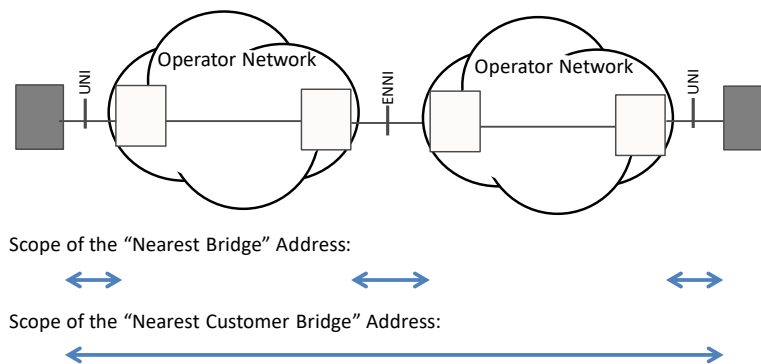 Operator Network
Operator Network
UNI
ENNI
UNI
Scope of the “Nearest Bridge” Address:
Scope of the “Nearest Customer Bridge” Address: